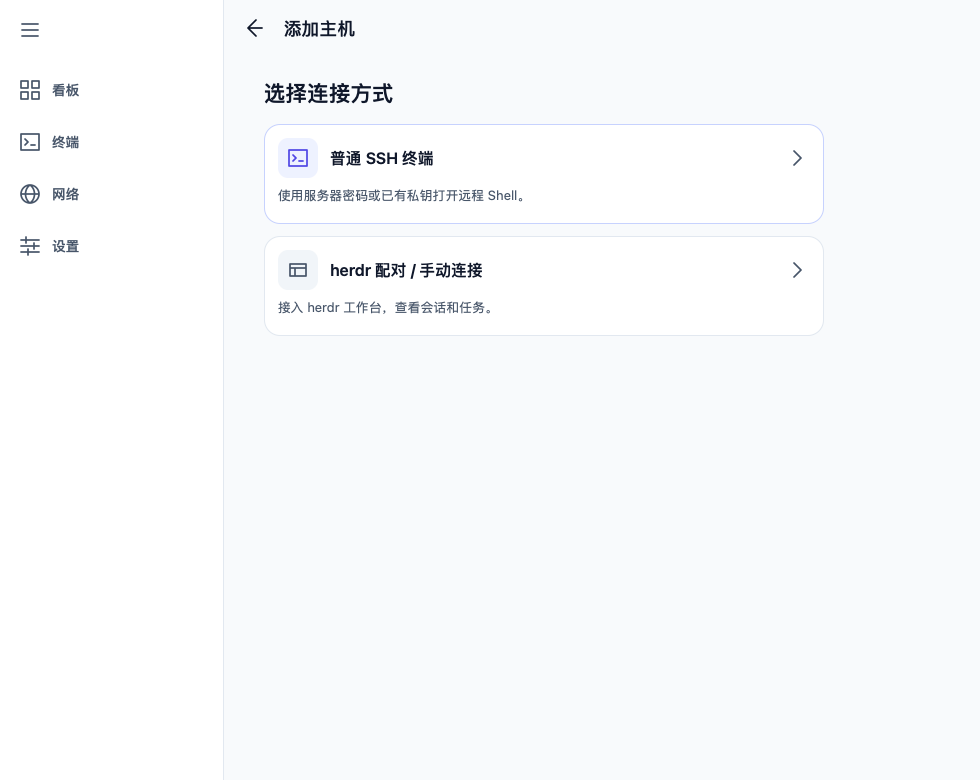 添加主机
看板
终端
网络
设置
选择连接方式
普通 SSH 终端
使用服务器密码或已有私钥打开远程 Shell。
herdr 配对 / 手动连接
接入 herdr 工作台，查看会话和任务。